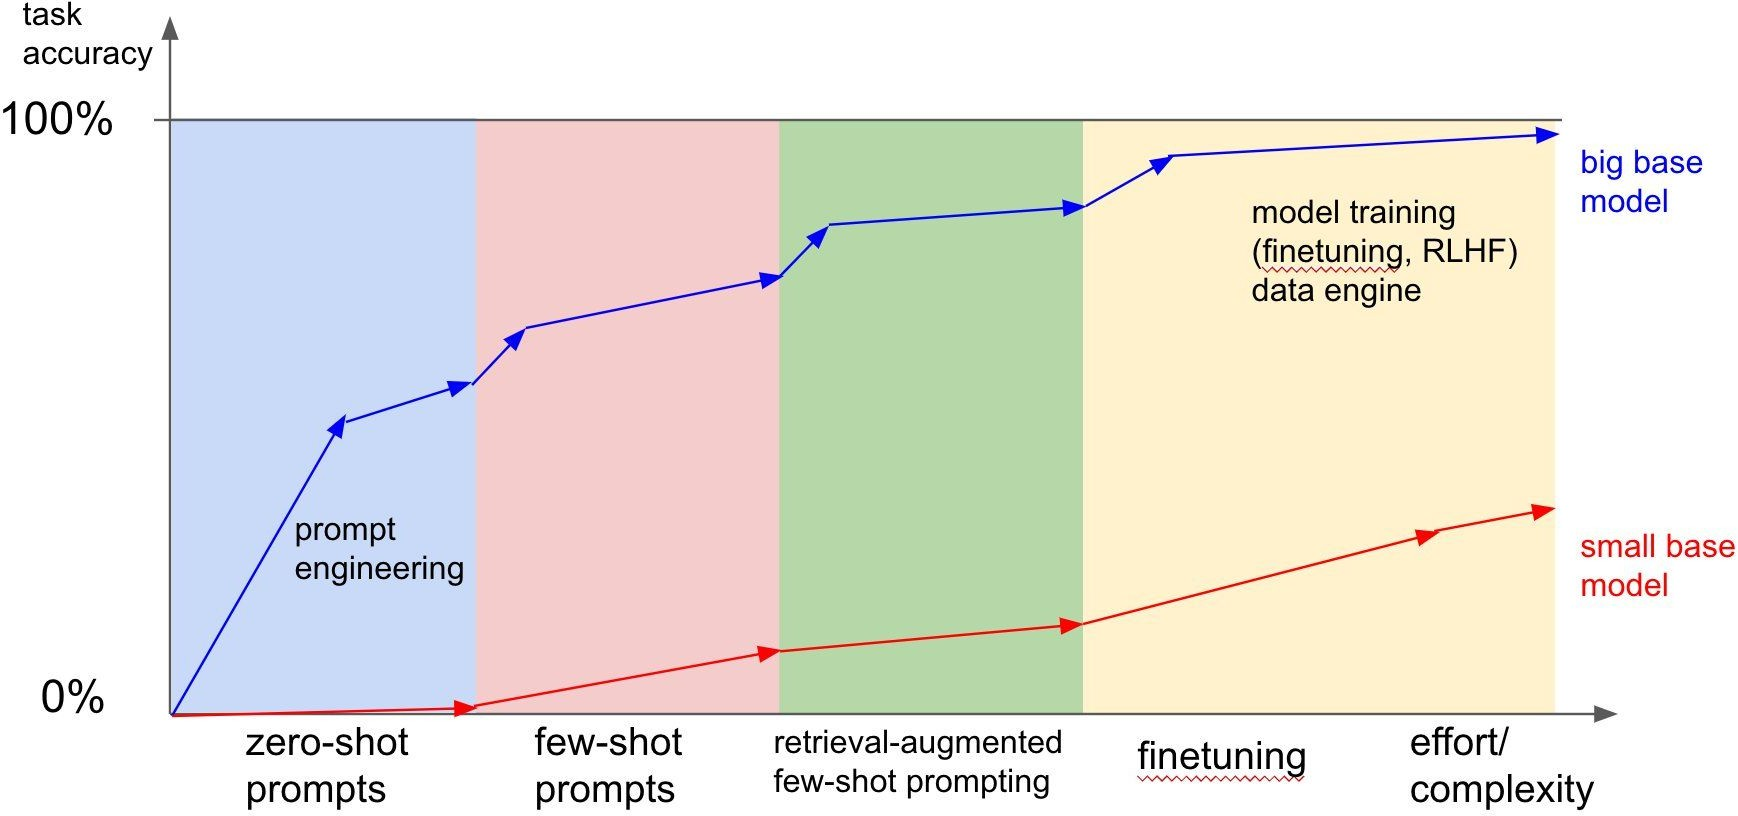 task
accuracy
100%
big base
model
model training
(finetuning, RLHF)
data engine
prompt
engineering
small base
model
0%
zero-shot
prompts
few-shot
prompts
retrieval-augmented
few-shot prompting
finetuning
effort/
complexity